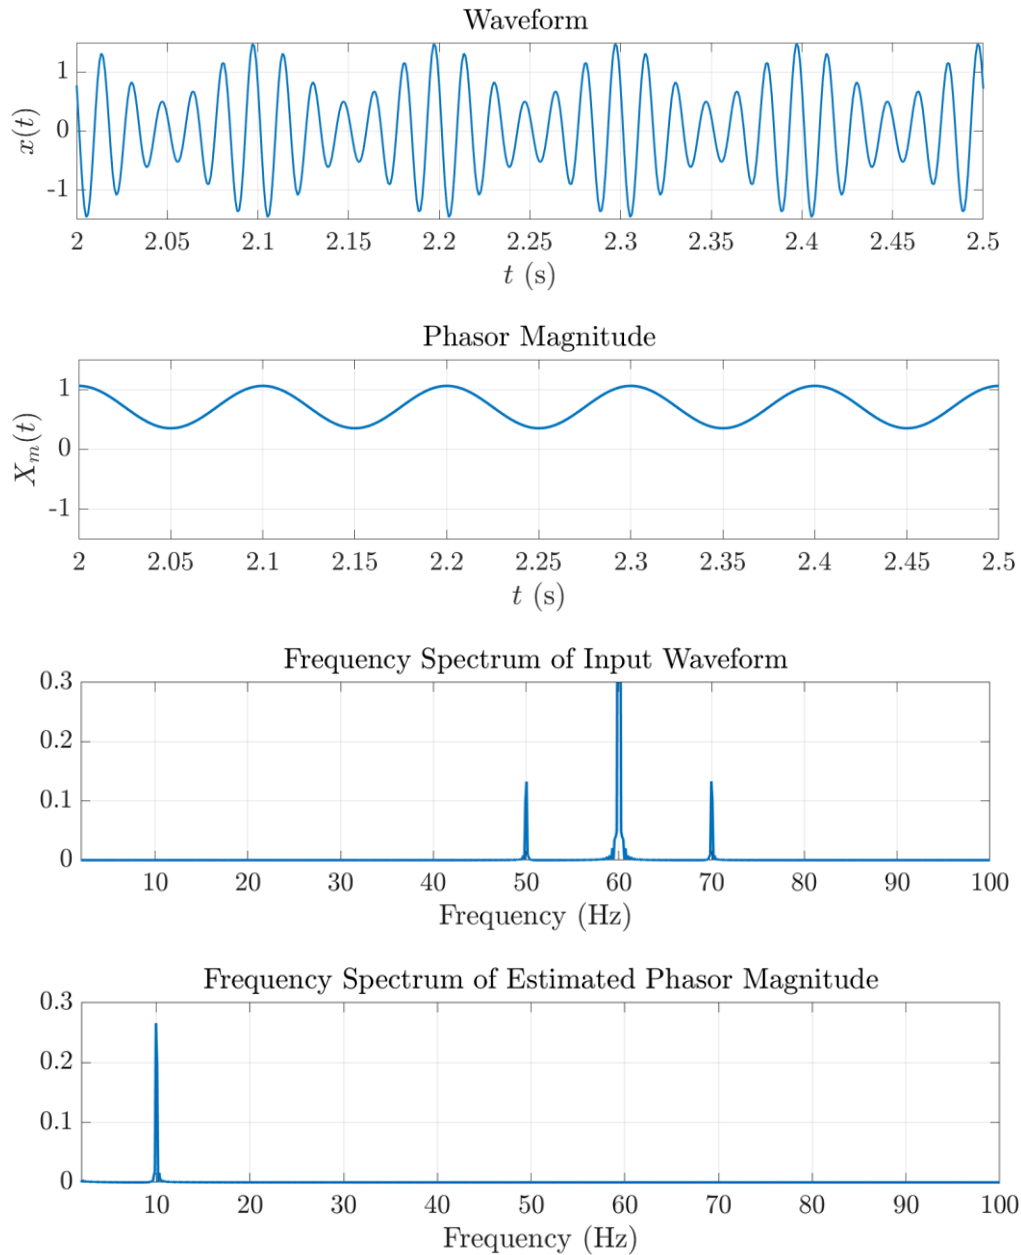 Waveform
1
0
-1
x(t)
2 2.05 2.1 2.15 2.2 2.25 2.3 2.35 2.4 2.45 2.5
t (s)
Phasor Magnitude
1
0
-1
X_m(t)
2 2.05 2.1 2.15 2.2 2.25 2.3 2.35 2.4 2.45 2.5
t (s)
Frequency Spectrum of Input Waveform
0.3
0.2
0.1
0
10 20 30 40 50 60 70 80 90 100
Frequency (Hz)
Frequency Spectrum of Estimated Phasor Magnitude
0.3
0.2
0.1
0
10 20 30 40 50 60 70 80 90 100
Frequency (Hz)